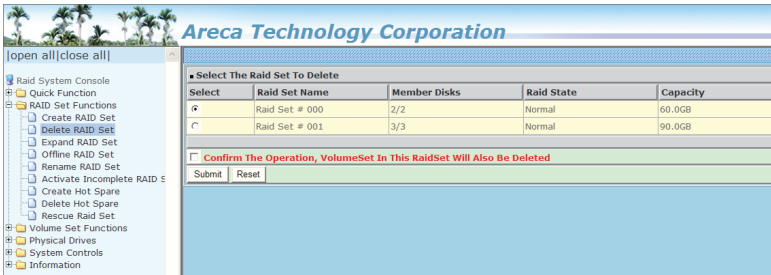 Areca Technology Corporation
|open all|close all|
Raid System Console
Quick Function
RAID Set Functions
Create RAID Set
Delete RAID Set
Expand RAID Set
Offline RAID Set
Rename RAID Set
Activate Incomplete RAID S
Create Hot Spare
Delete Hot Spare
Rescue Raid Set
Volume Set Functions
Physical Drives
System Controls
Information
Select The Raid Set To Delete
Select Raid Set Name Member Disks Raid State Capacity
Raid Set # 000 2/2 Normal 60.0GB
Raid Set # 001 3/3 Normal 90.0GB
Confirm The Operation, VolumeSet In This RaidSet Will Also Be Deleted
Submit Reset